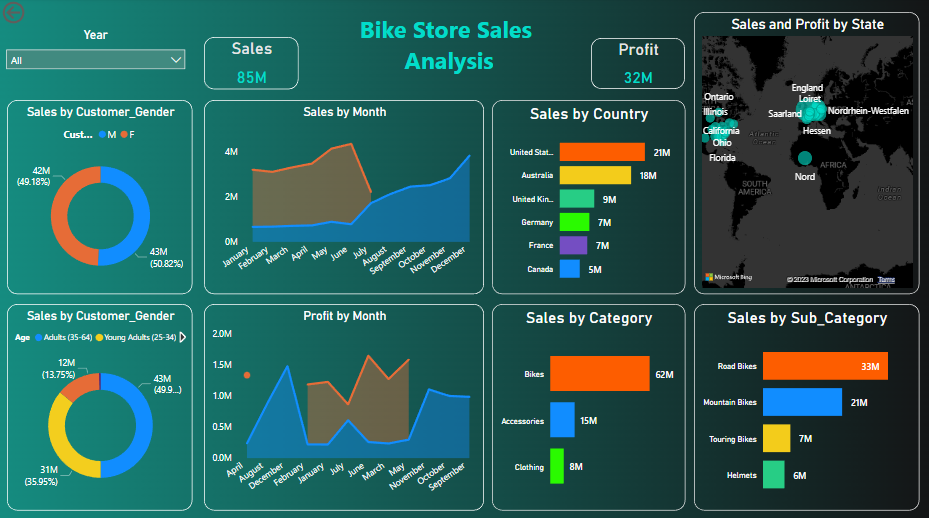 Bike Store Sales
Analysis
Year
All
Sales
85M
Profit
32M
Sales and Profit by State
Ontario
Illinois
California
Ohio
Florida
England
Loiret
Saarland
Nordrhein-Westfalen
Hessen
Nord
Atlantic
Ocean
AFRICA
SOUTH
AMERICA
Indian
Ocean
Microsoft Bing
© 2023 Microsoft Corporation Terms
ANTARCTICA
Sales by Customer_Gender
Cust... M F
42M
(49.18%)
43M
(50.82%)
Sales by Month
4M
2M
0M
January
February
March
April
May
June
July
August
September
October
November
December
Sales by Country
United Stat... 21M
Australia 18M
United Kin... 9M
Germany 7M
France 7M
Canada 5M
Sales by Customer_Gender
Age Adults (35-64) Young Adults (25-34)
12M
(13.75%)
43M
(49.9...)
31M
(35.95%)
Profit by Month
2.0M
1.5M
1.0M
0.5M
0.0M
April
August
December
February
January
July
June
March
May
November
October
September
Sales by Category
Bikes 62M
Accessories 15M
Clothing 8M
Sales by Sub_Category
Road Bikes 33M
Mountain Bikes 21M
Touring Bikes 7M
Helmets 6M